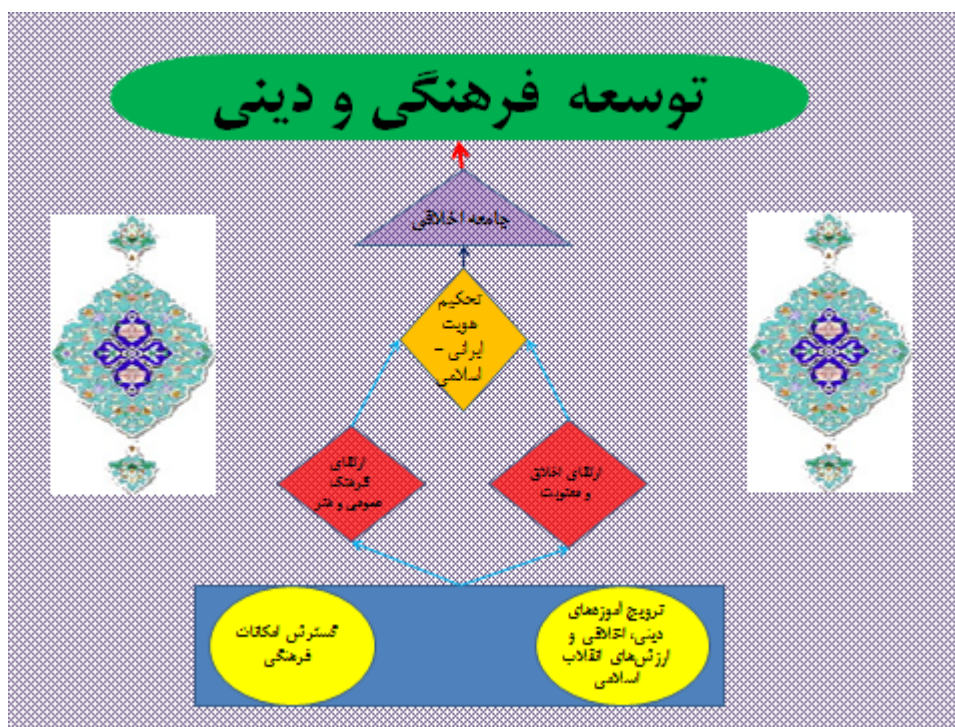 توسعه فرهنگی و دینی
جامعه اخلاقی
تحکیم
هویت
ایرانی –
اسلامی
ارتقای اخلاق
و معنویت
ارتقای
فرهنگ
عمومی و هنر
ترویج آموزه‌های
دینی، اخلاقی و
ارزش‌های انقلاب
اسلامی
گسترش امکانات
فرهنگی